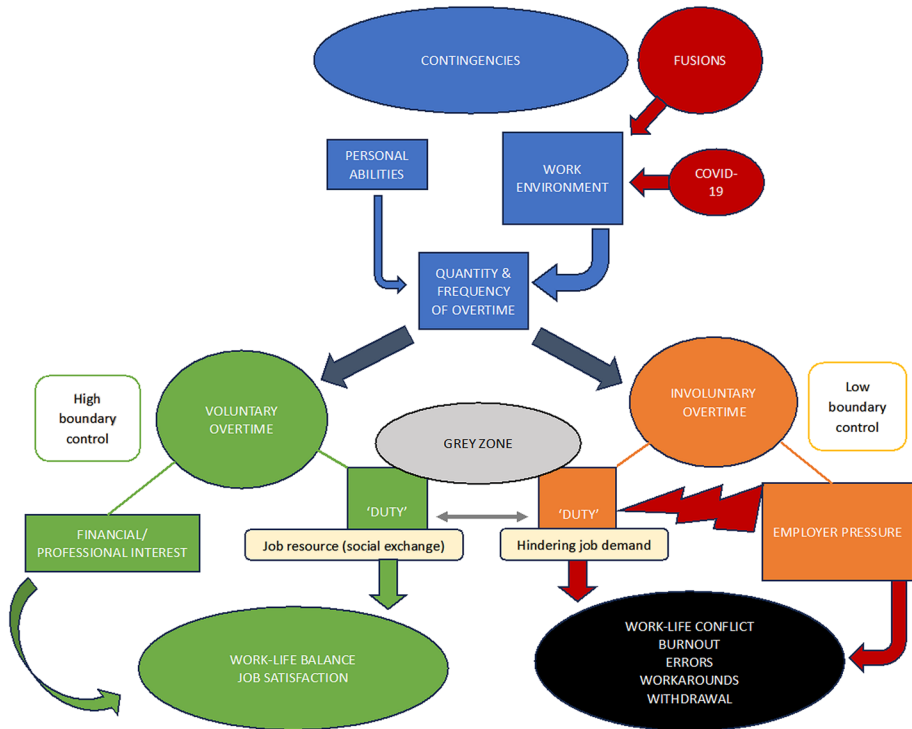 CONTINGENCIES
FUSIONS
PERSONAL
ABILITIES
WORK
ENVIRONMENT
COVID-
19
QUANTITY &
FREQUENCY
OF OVERTIME
High
boundary
control
VOLUNTARY
OVERTIME
INVOLUNTARY
OVERTIME
Low
boundary
control
GREY ZONE
FINANCIAL/
PROFESSIONAL INTEREST
'DUTY'
'DUTY'
EMPLOYER PRESSURE
Job resource (social exchange)
Hindering job demand
WORK-LIFE BALANCE
JOB SATISFACTION
WORK-LIFE CONFLICT
BURNOUT
ERRORS
WORKAROUNDS
WITHDRAWAL